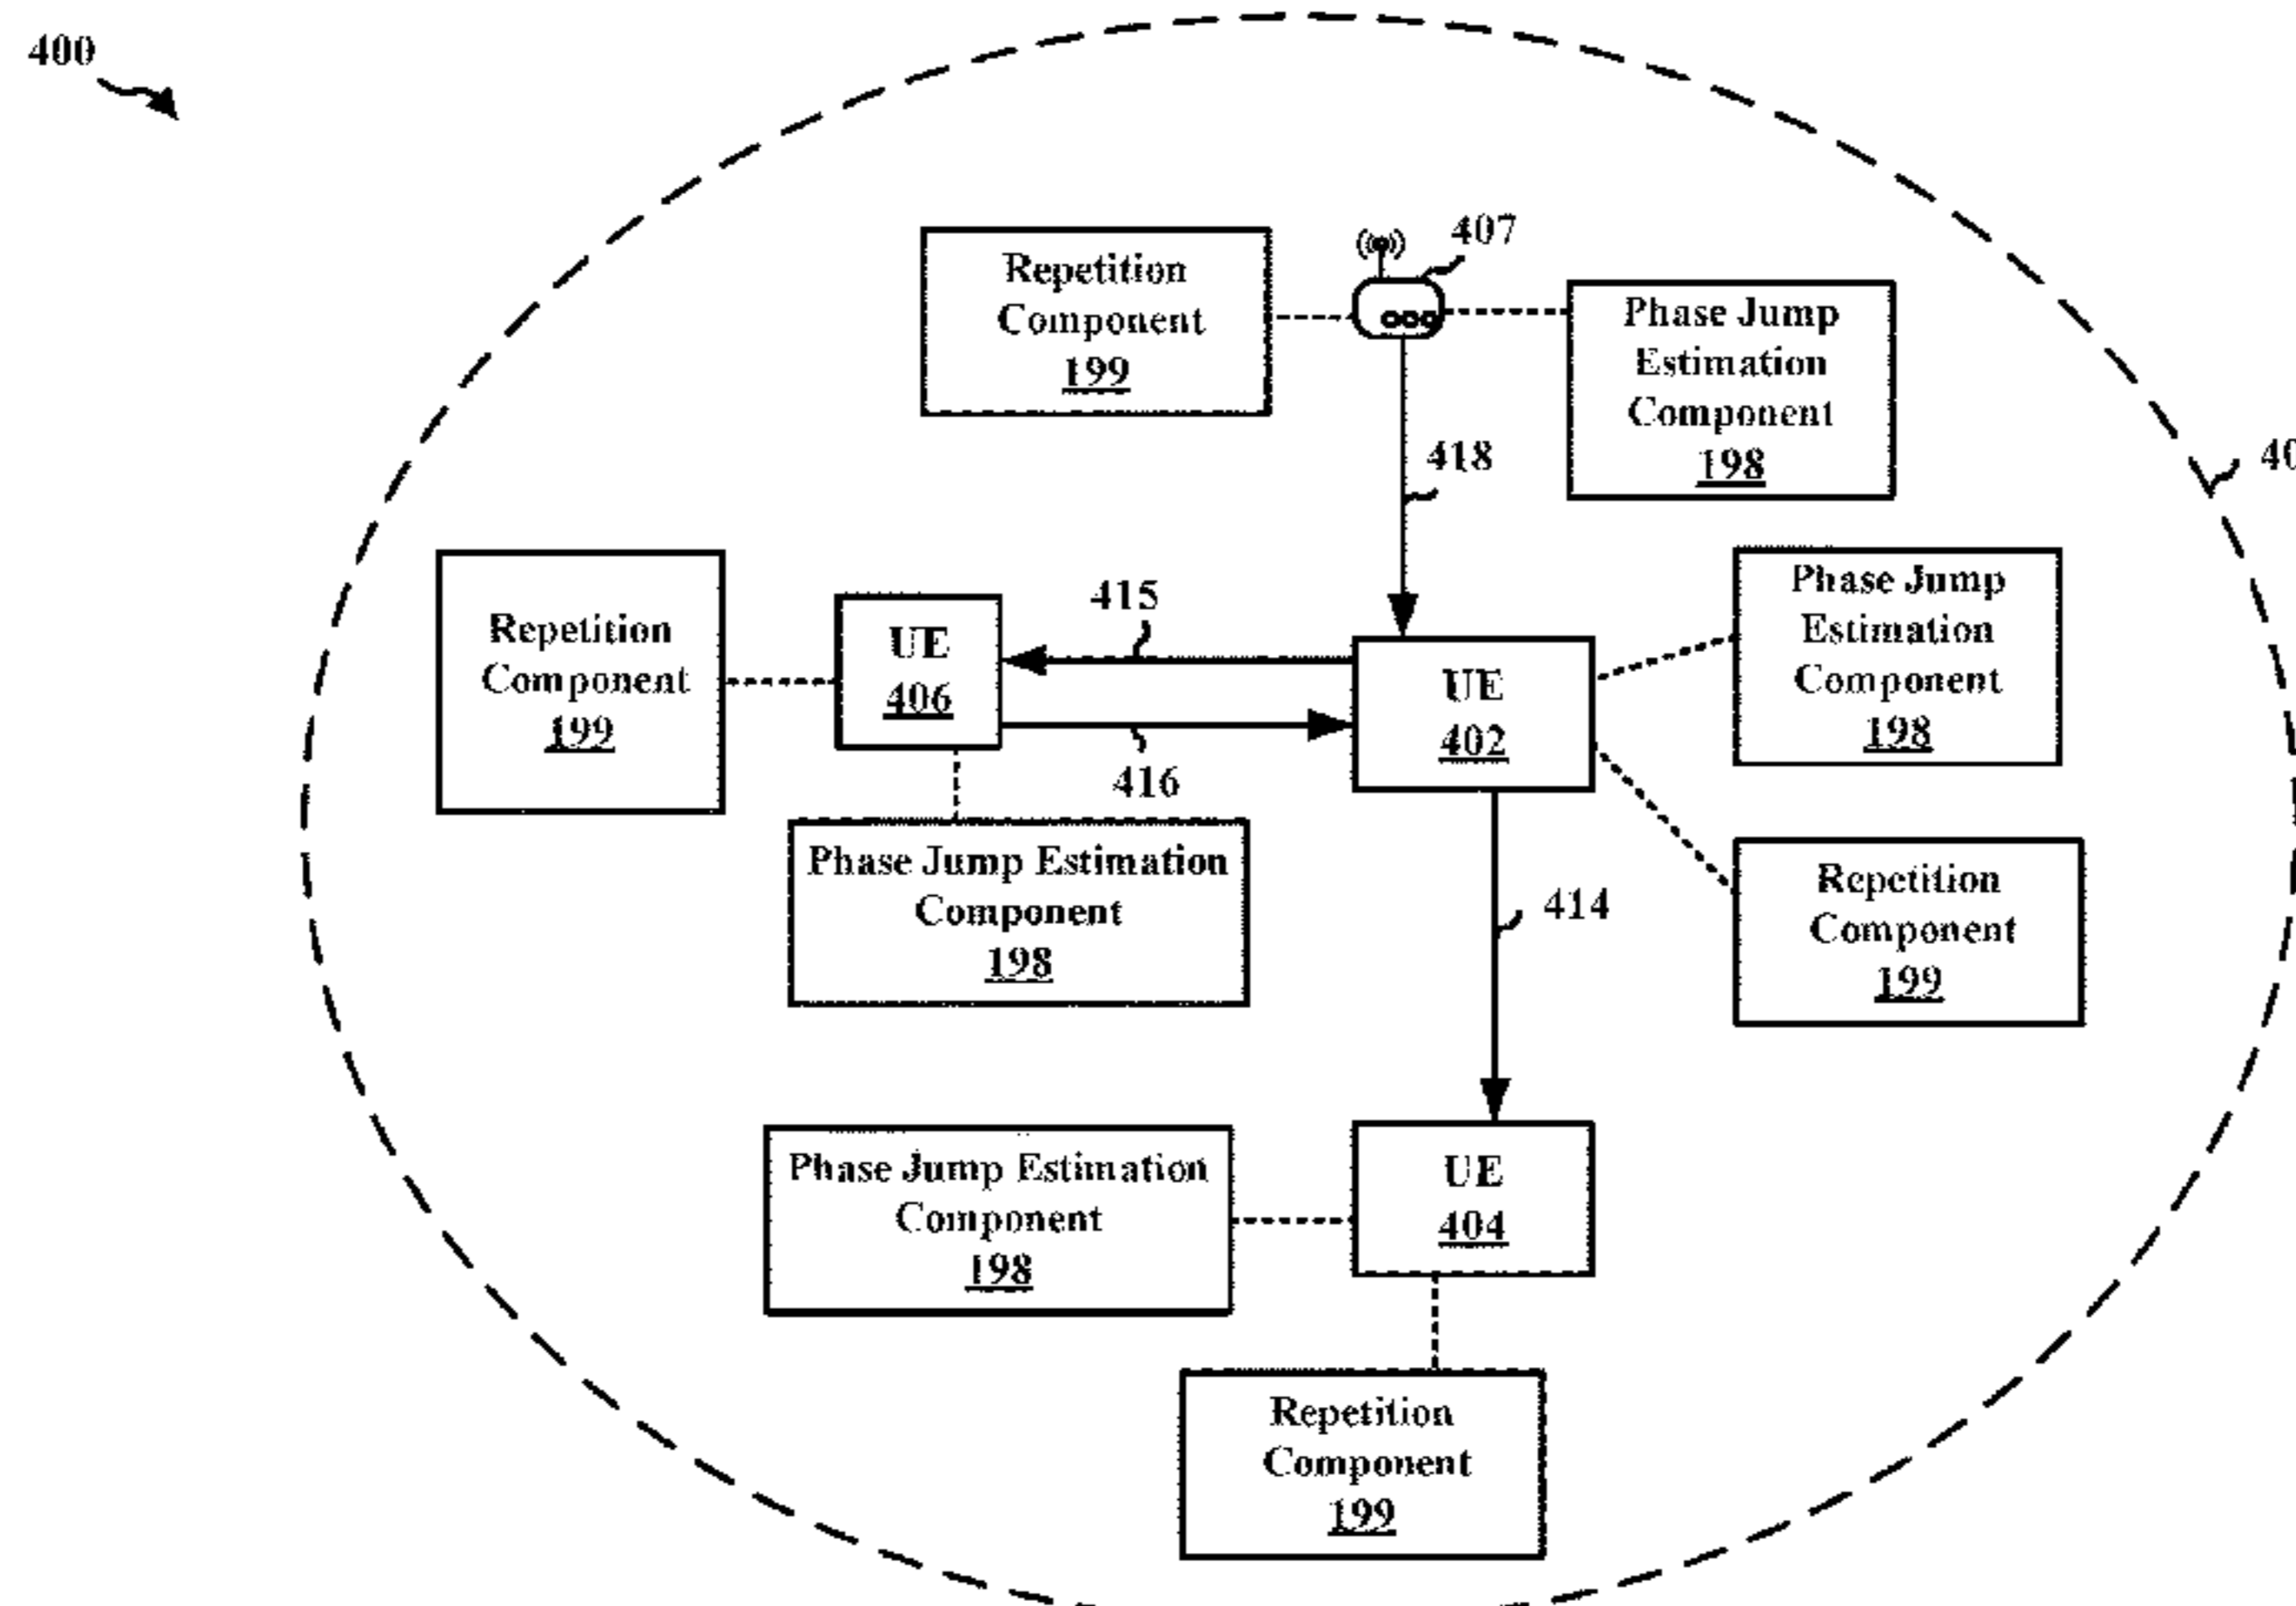 400
407
Repetition
Component
199
Phase Jump
Estimation
Component
198
418
40
Repetition
Component
199
UE
406
415
416
UE
402
Phase Jump
Estimation
Component
198
Phase Jump Estimation
Component
198
414
Repetition
Component
199
Phase Jump Estimation
Component
198
UE
404
Repetition
Component
199